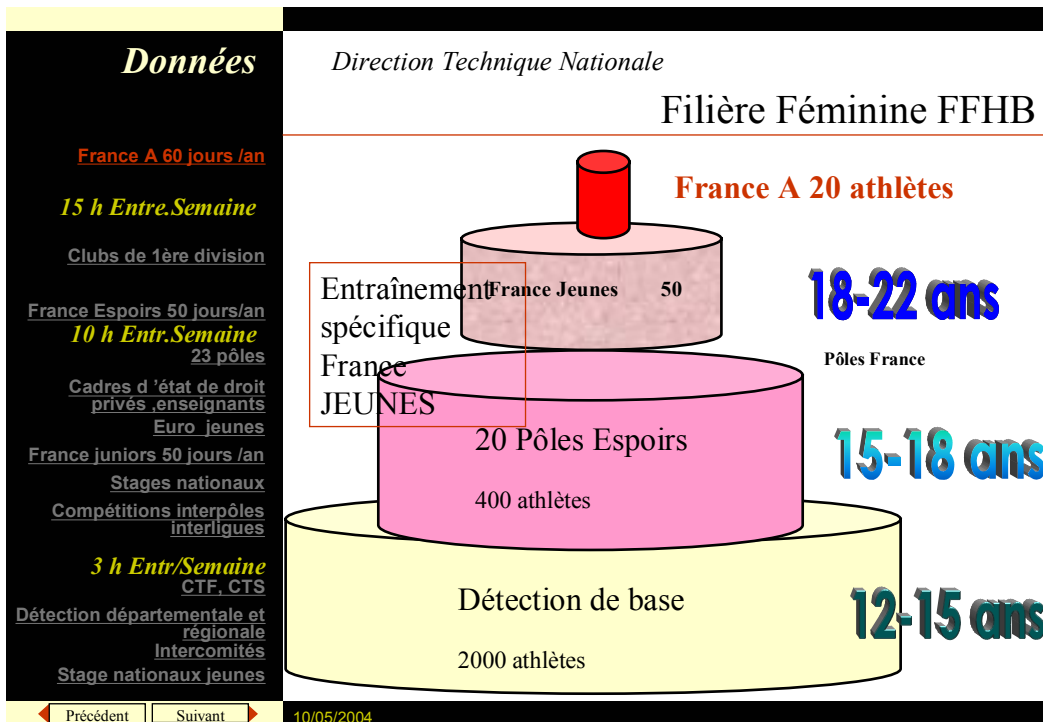 Données
Direction Technique Nationale
Filière Féminine FFHB
France A 60 jours /an
15 h Entre.Semaine
Clubs de 1ère division
France Espoirs 50 jours/an
10 h Entr.Semaine
23 pôles
Cadres d ’état de droit
privés ,enseignants
Euro jeunes
France juniors 50 jours /an
Stages nationaux
Compétitions interpôles
interligues
3 h Entr/Semaine
CTF, CTS
Détection départementale et
régionale
Intercomités
Stage nationaux jeunes
France A 20 athlètes
Entraînement
spécifique
France
JEUNES
France Jeunes 50
18-22 ans
Pôles France
20 Pôles Espoirs
400 athlètes
15-18 ans
Détection de base
2000 athlètes
12-15 ans
Précédent
Suivant
10/05/2004